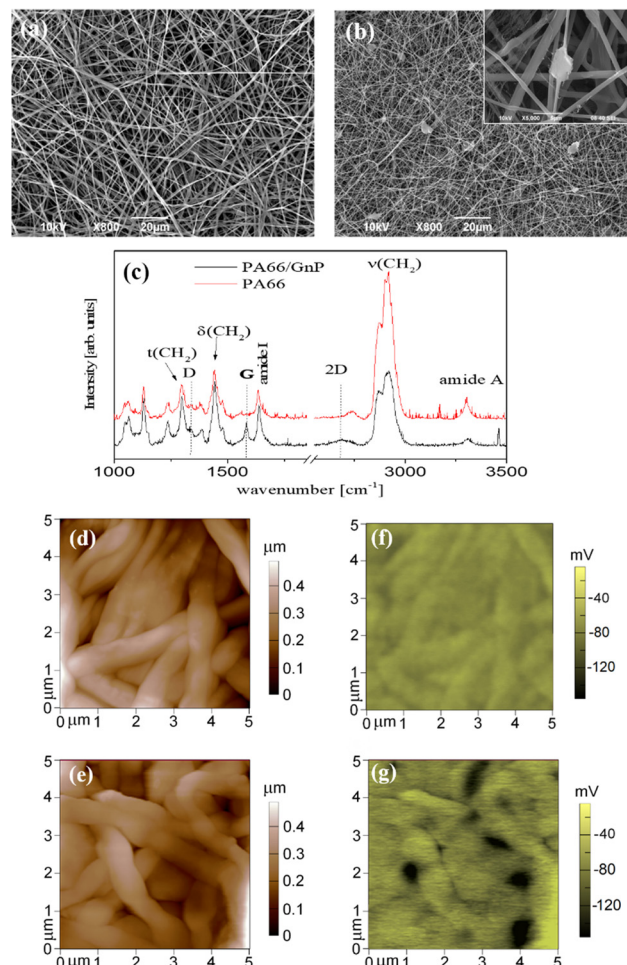 (a)
10kV X800 20µm
(b)
10kV X5,000
10kV X800 20µm
(c)
PA66/GnP
PA66
ν(CH2)
δ(CH2)
t(CH2)
D
G
amide I
2D
amide A
Intensity [arb. units]
1000 1500 3000 3500
wavenumber [cm-1]
(d)
µm
5
4
3
2
1
0
µm
0 µm 1 2 3 4 5
0.4
0.3
0.2
0.1
0
(f)
mV
5
4
3
2
1
0
µm
0 µm 1 2 3 4 5
-40
-80
-120
(e)
µm
5
4
3
2
1
0
µm
0 µm 1 2 3 4 5
0.4
0.3
0.2
0.1
0
(g)
mV
5
4
3
2
1
0
µm
0 µm 1 2 3 4 5
-40
-80
-120